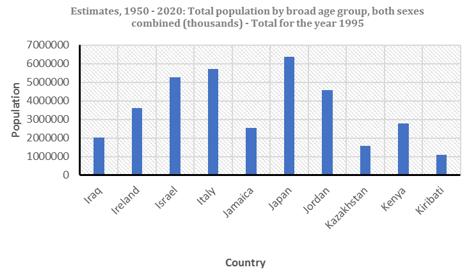 Estimates, 1950 - 2020: Total population by broad age group, both sexes
combined (thousands) - Total for the year 1995
7000000
6000000
5000000
4000000
3000000
2000000
1000000
0
Population
Iraq
Ireland
Israel
Italy
Jamaica
Japan
Jordan
Kazakhstan
Kenya
Kiribati
Country